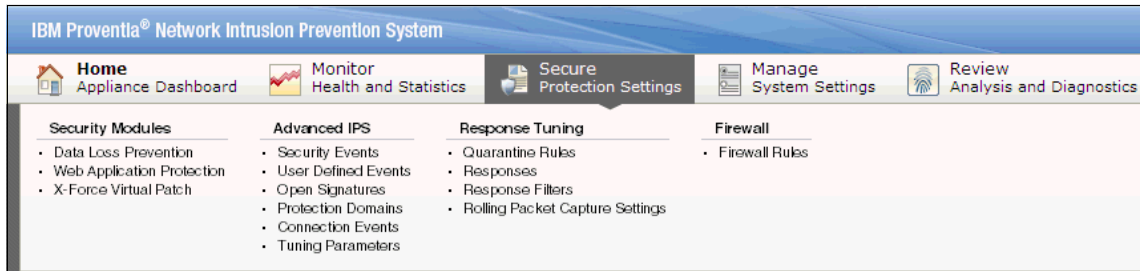 IBM Proventia® Network Intrusion Prevention System
Home
Appliance Dashboard
Monitor
Health and Statistics
Secure
Protection Settings
Manage
System Settings
Review
Analysis and Diagnostics
Security Modules
· Data Loss Prevention
· Web Application Protection
· X-Force Virtual Patch
Advanced IPS
· Security Events
· User Defined Events
· Open Signatures
· Protection Domains
· Connection Events
· Tuning Parameters
Response Tuning
· Quarantine Rules
· Responses
· Response Filters
· Rolling Packet Capture Settings
Firewall
· Firewall Rules